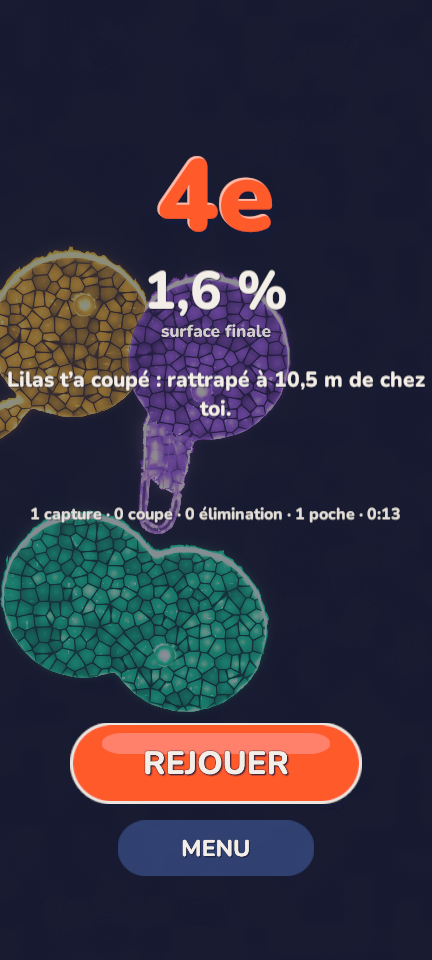 4e
1,6 %
surface finale
Lilas t’a coupé : rattrapé à 10,5 m de chez
toi.
1 capture · 0 coupe · 0 élimination · 1 poche · 0:13
REJOUER
MENU